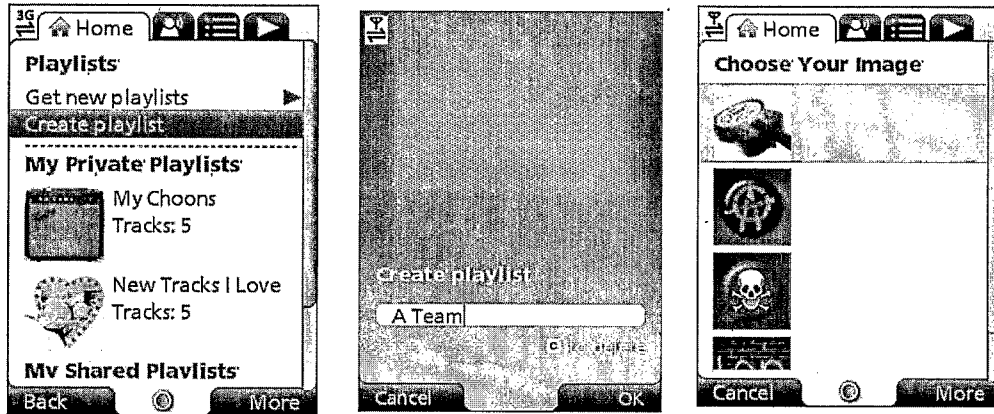 3G
Home
Playlists
Get new playlists
Create playlist
My Private Playlists
My Choons
Tracks: 5
New Tracks I Love
Tracks: 5
My Shared Playlists
Back
More
Create playlist
A Team
Cancel
OK
Home
Choose Your Image
Cancel
More